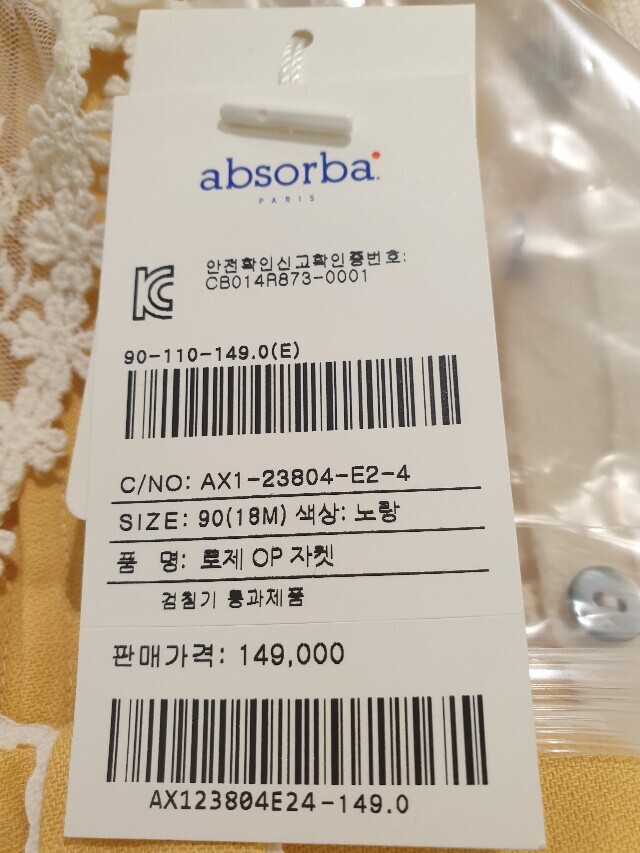 absorba
PARIS
안전확인신고확인증번호:
CB014R873-0001
90-110-149.0(E)
C/NO: AX1-23804-E2-4
SIZE: 90(18M) 색상: 노랑
품 명: 로제 OP 자켓
검침기 통과제품
판매가격: 149,000
AX123804E24-149.0